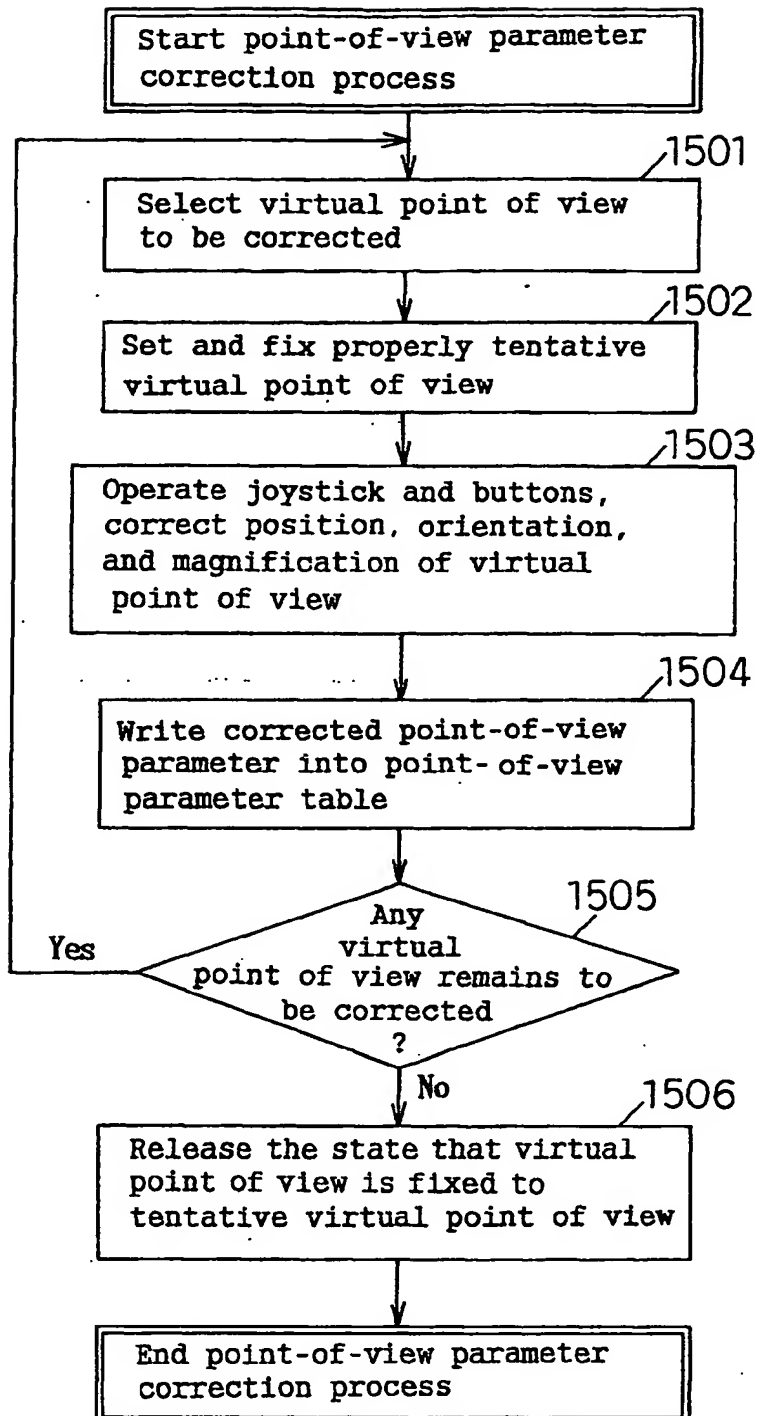 Start point-of-view parameter
correction process
1501
Select virtual point of view
to be corrected
1502
Set and fix properly tentative
virtual point of view
1503
Operate joystick and buttons,
correct position, orientation,
and magnification of virtual
point of view
1504
Write corrected point-of-view
parameter into point-of-view
parameter table
1505
Any
virtual
point of view remains to
be corrected
?
Yes
No
1506
Release the state that virtual
point of view is fixed to
tentative virtual point of view
End point-of-view parameter
correction process